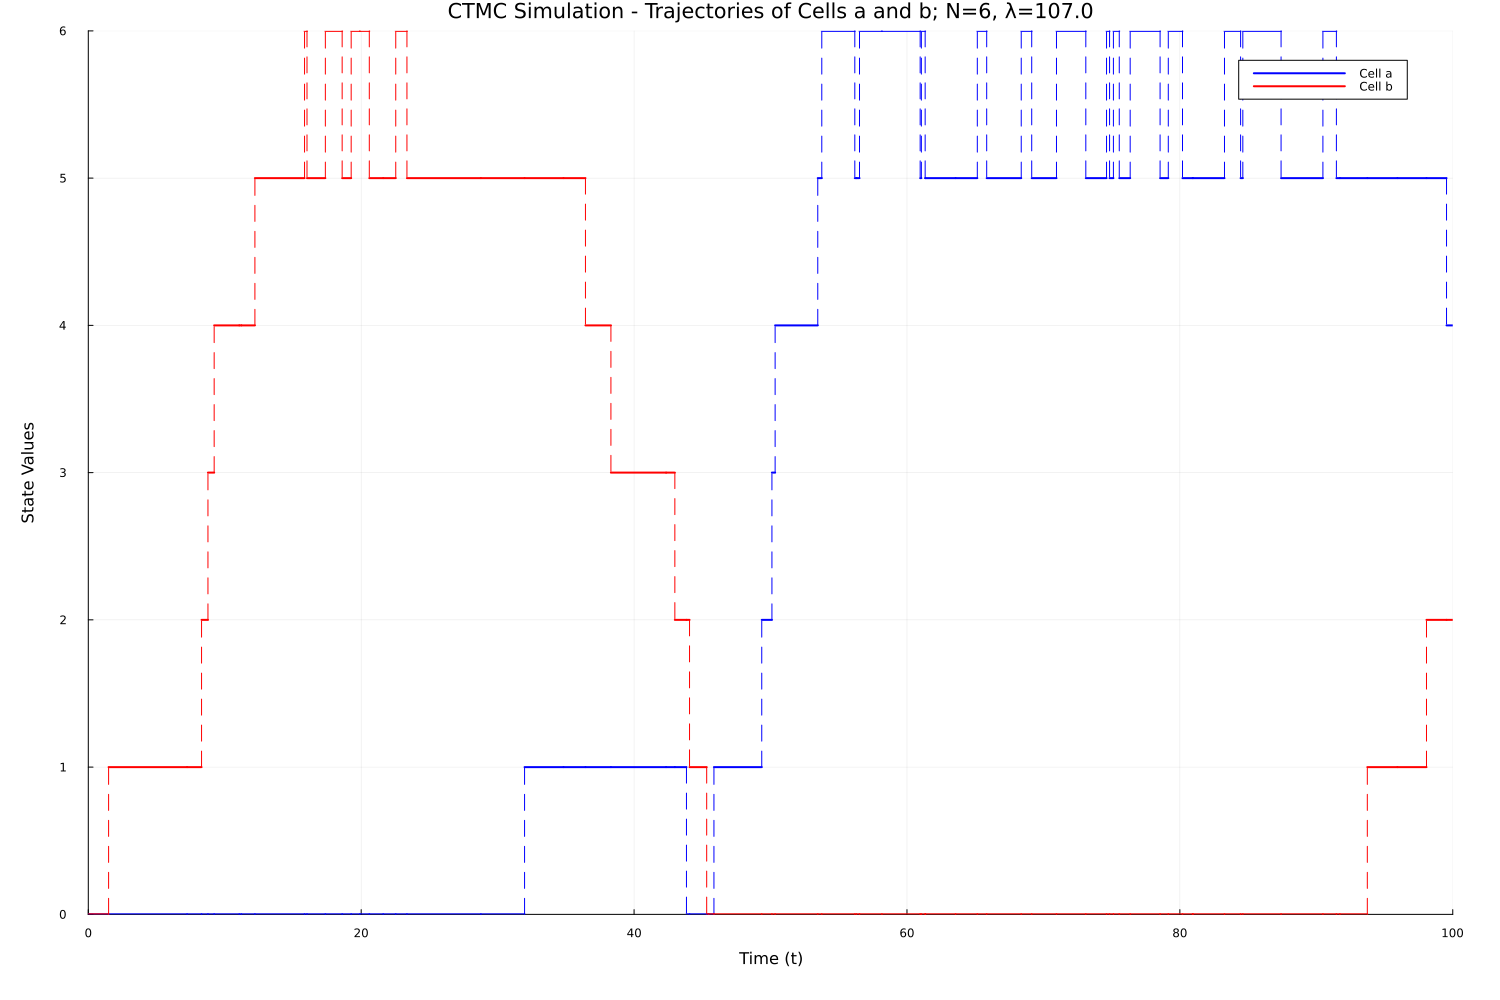 CTMC Simulation - Trajectories of Cells a and b; N=6, λ=107.0
6
5
4
3
2
1
0
State Values
Cell a
Cell b
0 20 40 60 80 100
Time (t)